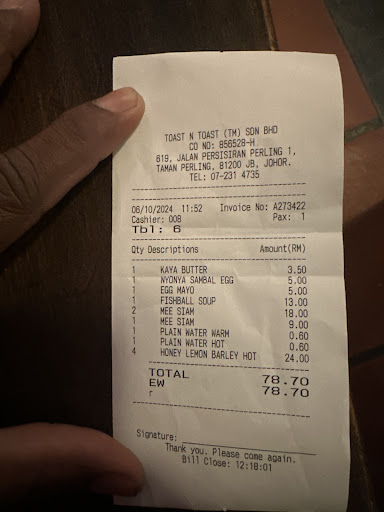 TOAST N TOAST (TM) SDN BHD
CO NO: 856528-H
619, JALAN PERSISIRAN PERLING 1,
TAMAN PERLING, 81200 JB, JOHOR.
TEL: 07-231 4735
06/10/2024 11:52 Invoice No: A273422
Cashier: 008 Pax: 1
Tbl: 6
Qty Descriptions Amount(RM)
1 KAYA BUTTER 3.50
1 NYONYA SAMBAL EGG 5.00
1 EGG MAYO 5.00
1 FISHBALL SOUP 13.00
2 MEE SIAM 18.00
1 MEE SIAM 9.00
1 PLAIN WATER WARM 0.60
1 PLAIN WATER HOT 0.60
4 HONEY LEMON BARLEY HOT 24.00
TOTAL 78.70
EW 78.70
r
Signature:
Thank you. Please come again.
Bill Close: 12:18:01